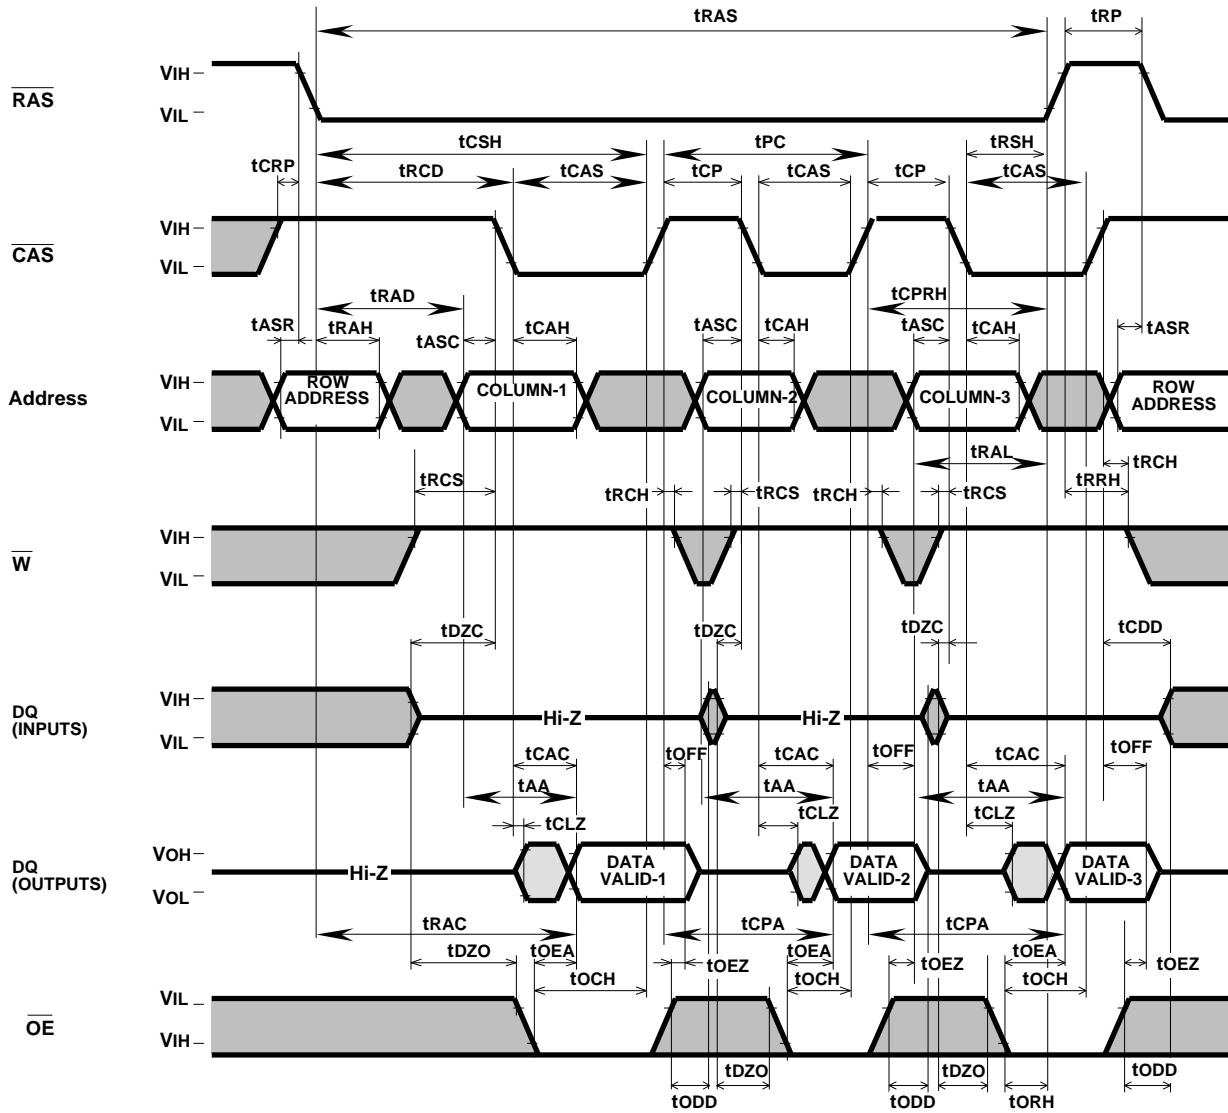 tRAS tRP
RAS VIH
VIL
tCSH tPC tRSH
tCRP tRCD tCAS tCP tCAS tCP tCAS
CAS VIH
VIL
tRAD tCPRH
tASR tRAH tASC tCAH tASC tCAH tASC tCAH tASR
Address VIH
VIL
ROW ADDRESS COLUMN-1 COLUMN-2 COLUMN-3 ROW ADDRESS
tRAL tRCH
tRCS tRCH tRCS tRCH tRCS tRRH
W VIH
VIL
tDZC tDZC tDZC tCDD
DQ (INPUTS) VIH
VIL
Hi-Z Hi-Z
tCAC tOFF tCAC tOFF tCAC tOFF
tAA tAA tAA
tCLZ tCLZ tCLZ
DQ (OUTPUTS) VOH
VOL
Hi-Z DATA VALID-1 DATA VALID-2 DATA VALID-3
tRAC tCPA tCPA
tDZO tOEA tOEZ tOEA tOEZ tOEA tOEZ
tOCH tOCH tOCH
OE VIL
VIH
tDZO tDZO tODD
tODD tODD tORH